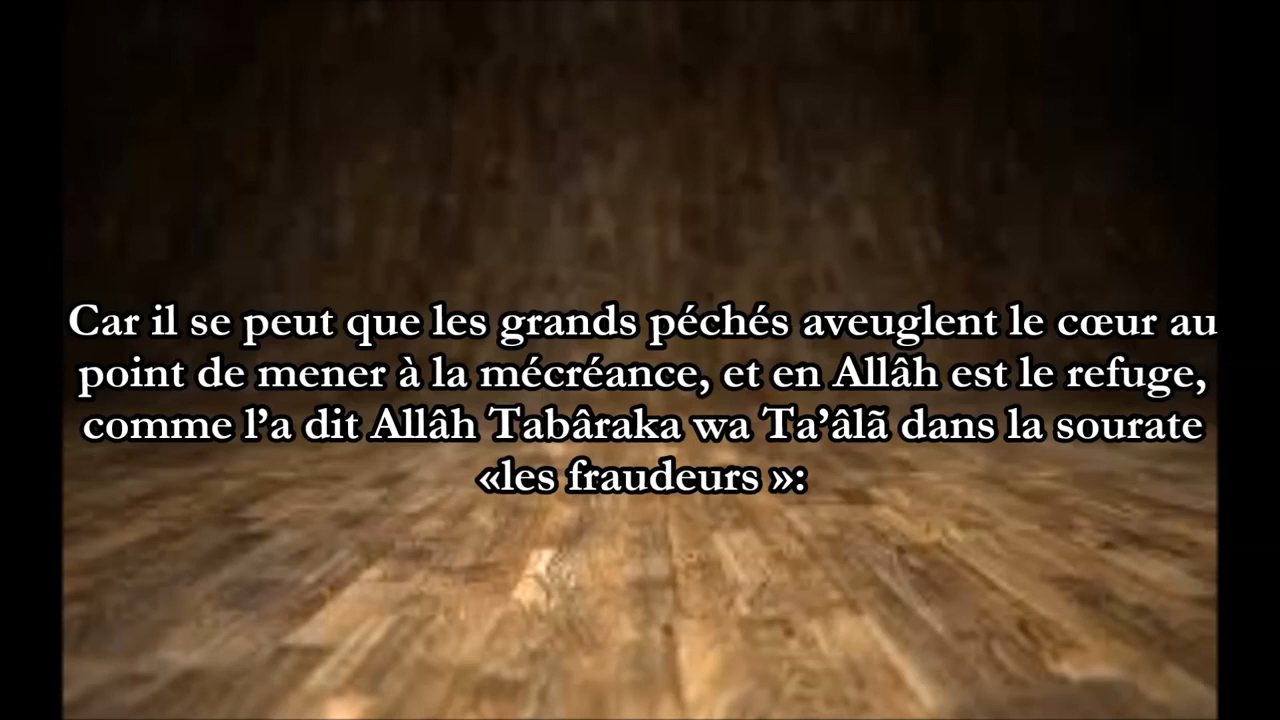 Car il se peut que les grands péchés aveuglent le cœur au
point de mener à la mécréance, et en Allâh est le refuge,
comme l’a dit Allâh Tabâraka wa Ta’âlã dans la sourate
«les fraudeurs »: